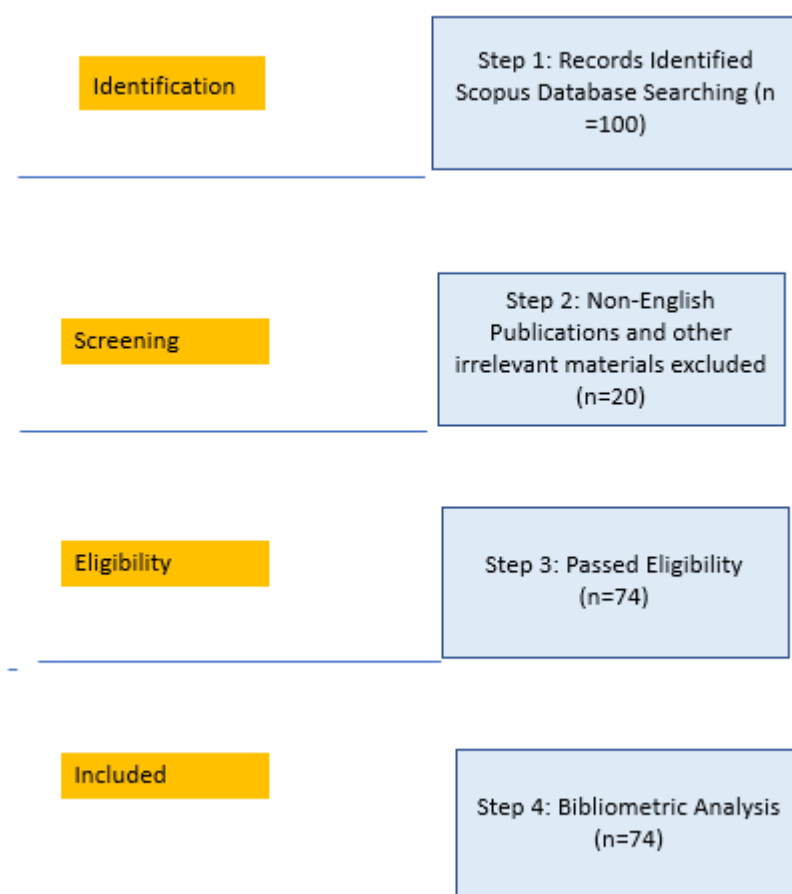 Identification
Step 1: Records Identified
Scopus Database Searching (n
=100)
Screening
Step 2: Non-English
Publications and other
irrelevant materials excluded
(n=20)
Eligibility
Step 3: Passed Eligibility
(n=74)
Included
Step 4: Bibliometric Analysis
(n=74)